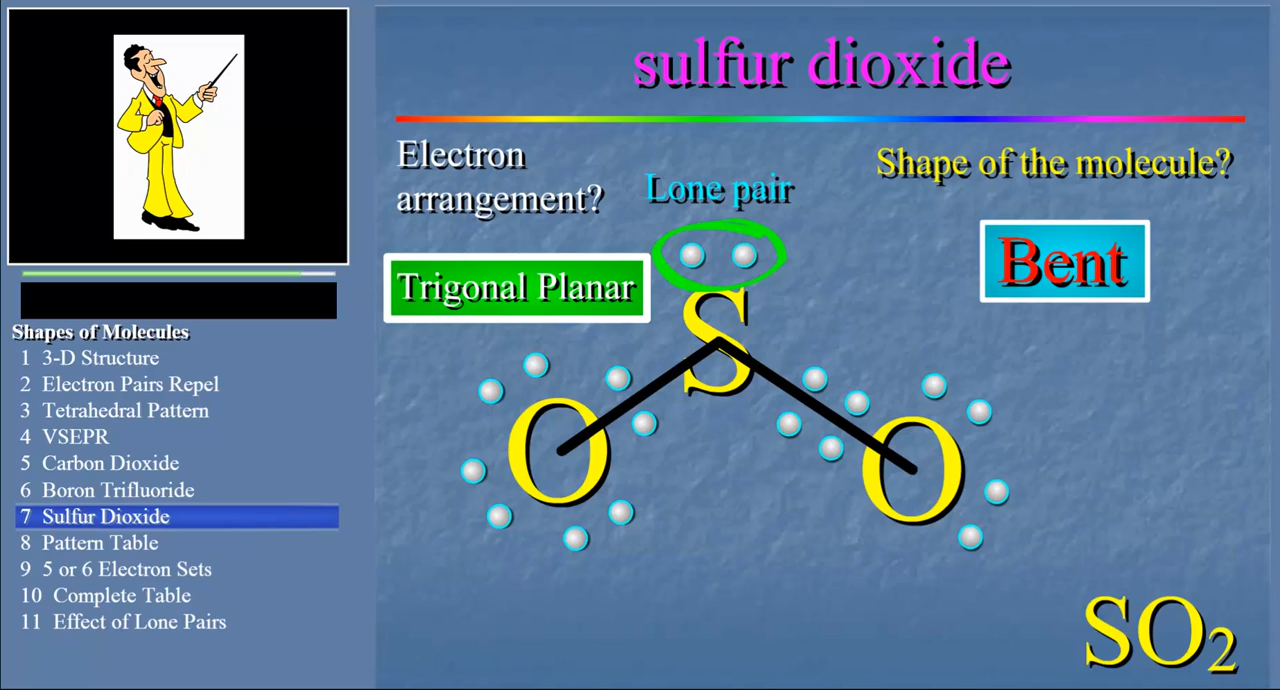 sulfur dioxide
Electron
arrangement?
Lone pair
Shape of the molecule?
Trigonal Planar
Bent
S
O
O
SO₂
Shapes of Molecules
1 3-D Structure
2 Electron Pairs Repel
3 Tetrahedral Pattern
4 VSEPR
5 Carbon Dioxide
6 Boron Trifluoride
7 Sulfur Dioxide
8 Pattern Table
9 5 or 6 Electron Sets
10 Complete Table
11 Effect of Lone Pairs